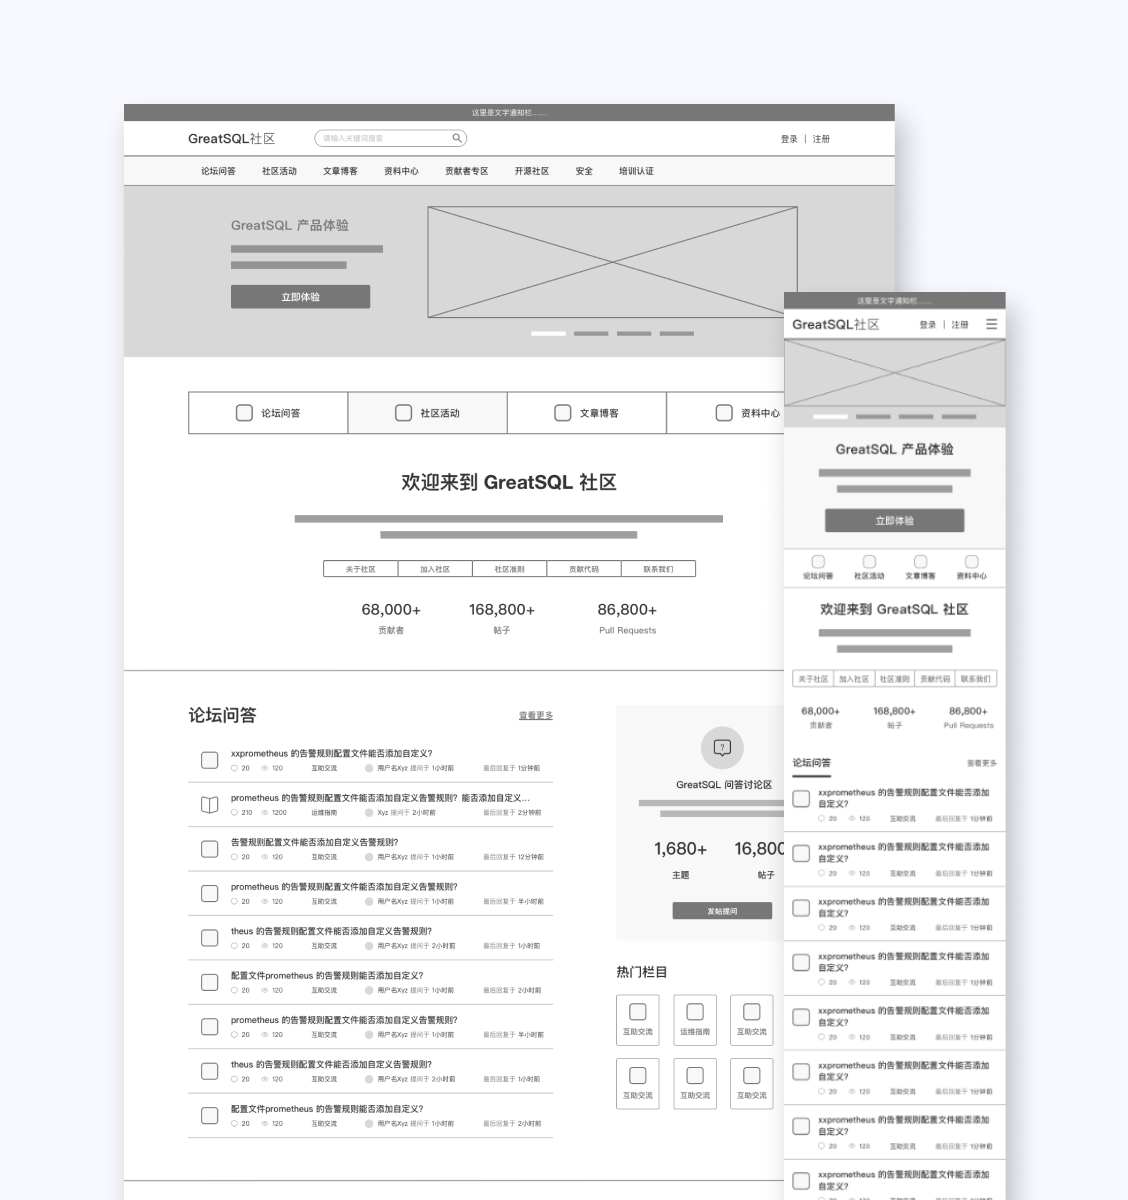 这里是文字通知栏......
GreatSQL社区
请输入关键词搜索
登录 | 注册
论坛问答 社区活动 文章博客 资料中心 贡献者专区 开源社区 安全 培训认证
GreatSQL 产品体验
立即体验
论坛问答 社区活动 文章博客 资料中心
欢迎来到 GreatSQL 社区
关于社区 加入社区 社区准则 贡献代码 联系我们
68,000+ 168,800+ 86,800+
贡献者 帖子 Pull Requests
论坛问答 查看更多
xxprometheus 的告警规则配置文件能否添加自定义?
20 120 互助交流 用户名Xyz 提问于 1小时前 最后回复于 1分钟前
prometheus 的告警规则配置文件能否添加自定义告警规则? 能否添加自定义...
210 1200 运维指南 Xyz 提问于 2小时前 最后回复于 2分钟前
告警规则配置文件能否添加自定义告警规则?
20 120 互助交流 用户名Xyz 提问于 1小时前 最后回复于 12分钟前
prometheus 的告警规则配置文件能否添加自定义告警规则?
20 120 互助交流 用户名Xyz 提问于 1小时前 最后回复于 半小时前
theus 的告警规则配置文件能否添加自定义告警规则?
20 120 互助交流 用户名Xyz 提问于 2小时前 最后回复于 1小时前
配置文件prometheus 的告警规则能否添加自定义?
20 120 互助交流 用户名Xyz 提问于 1小时前 最后回复于 2小时前
prometheus 的告警规则配置文件能否添加自定义告警规则?
20 120 互助交流 用户名Xyz 提问于 1小时前 最后回复于 半小时前
theus 的告警规则配置文件能否添加自定义告警规则?
20 120 互助交流 用户名Xyz 提问于 2小时前 最后回复于 1小时前
配置文件prometheus 的告警规则能否添加自定义?
20 120 互助交流 用户名Xyz 提问于 1小时前 最后回复于 2小时前
?
GreatSQL 问答讨论区
1,680+ 16,800
主题 帖子
发帖提问
热门栏目
互助交流 运维指南 互助交流
互助交流 互助交流 互助交流
这里是文字通知栏......
GreatSQL社区 登录 | 注册
GreatSQL 产品体验
立即体验
论坛问答 社区活动 文章博客 资料中心
欢迎来到 GreatSQL 社区
关于社区 加入社区 社区准则 贡献代码 联系我们
68,000+ 168,800+ 86,800+
贡献者 帖子 Pull Requests
论坛问答 查看更多
xxprometheus 的告警规则配置文件能否添加
自定义?
20 120 互助交流 最后回复于 1分钟前
xxprometheus 的告警规则配置文件能否添加
自定义?
20 120 互助交流 最后回复于 1分钟前
xxprometheus 的告警规则配置文件能否添加
自定义?
20 120 互助交流 最后回复于 1分钟前
xxprometheus 的告警规则配置文件能否添加
自定义?
20 120 互助交流 最后回复于 1分钟前
xxprometheus 的告警规则配置文件能否添加
自定义?
20 120 互助交流 最后回复于 1分钟前
xxprometheus 的告警规则配置文件能否添加
自定义?
20 120 互助交流 最后回复于 1分钟前
xxprometheus 的告警规则配置文件能否添加
自定义?
20 120 互助交流 最后回复于 1分钟前
xxprometheus 的告警规则配置文件能否添加
自定义?